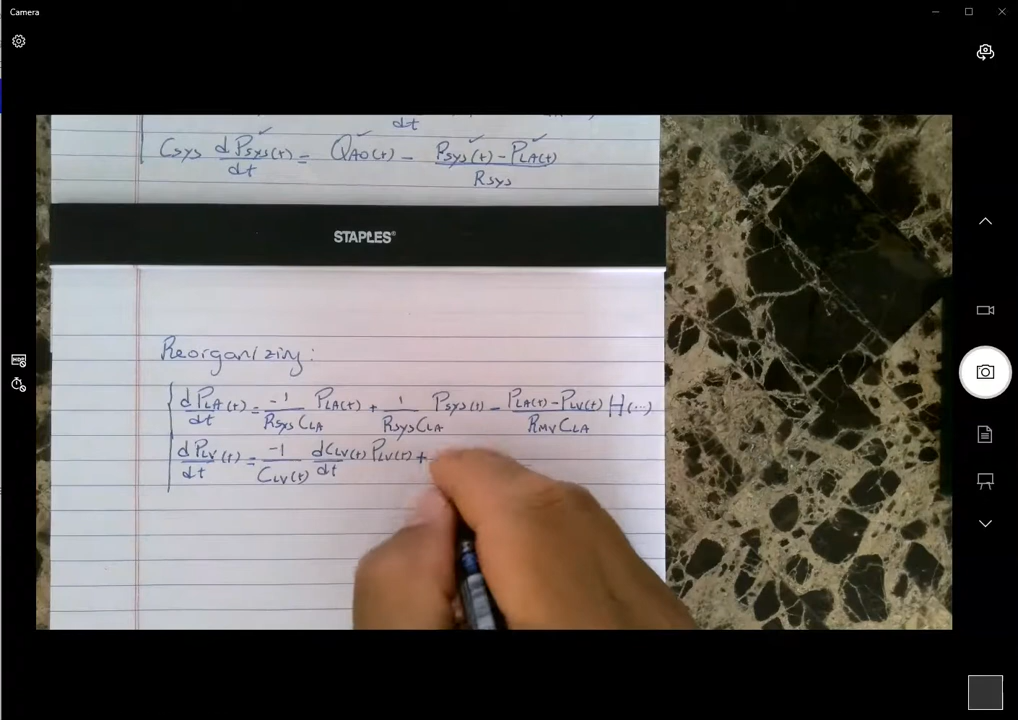 Camera
dt
Csys dPsys(t)/dt = QAO(t) - (Psys(t) - PLA(t))/Rsys
STAPLES®
Reorganizing:
dPLA(t)/dt = -1/(RsysCLA) PLA(t) + 1/(RsysCLA) Psys(t) - (PLA(t) - PLV(t))/(RMVCLA) H(...)
dPLV(t)/dt = -1/CLV(t) dCLV(t)/dt PLV(t) +